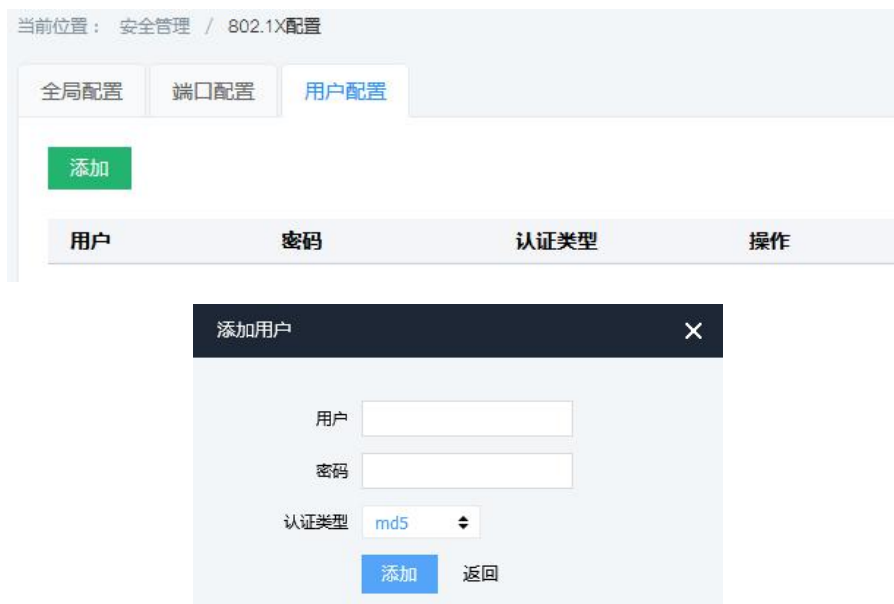 当前位置： 安全管理 / 802.1X配置
全局配置 端口配置 用户配置
添加
用户 密码 认证类型 操作
添加用户
用户
密码
认证类型 md5
添加 返回